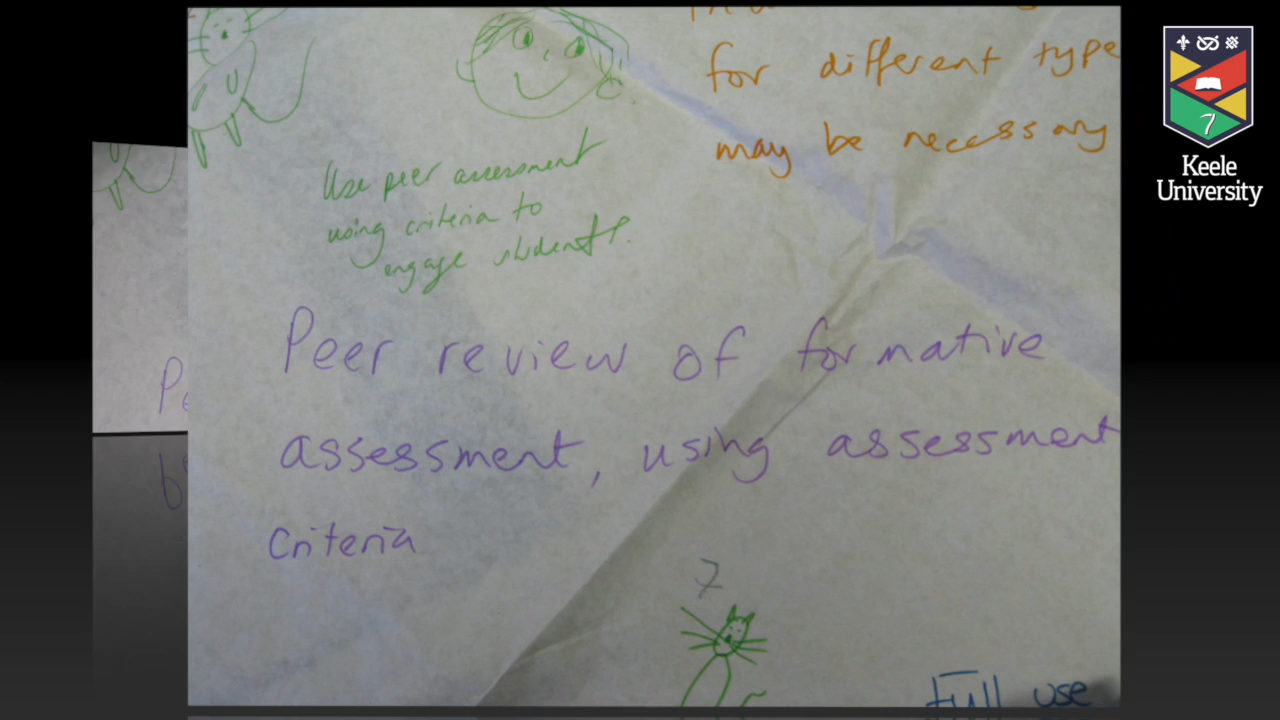 for different type
may be necessary
Use peer assessment
using criteria to
engage students.
Peer review of formative
assessment, using assessment
criteria
7
Full use
Keele
University